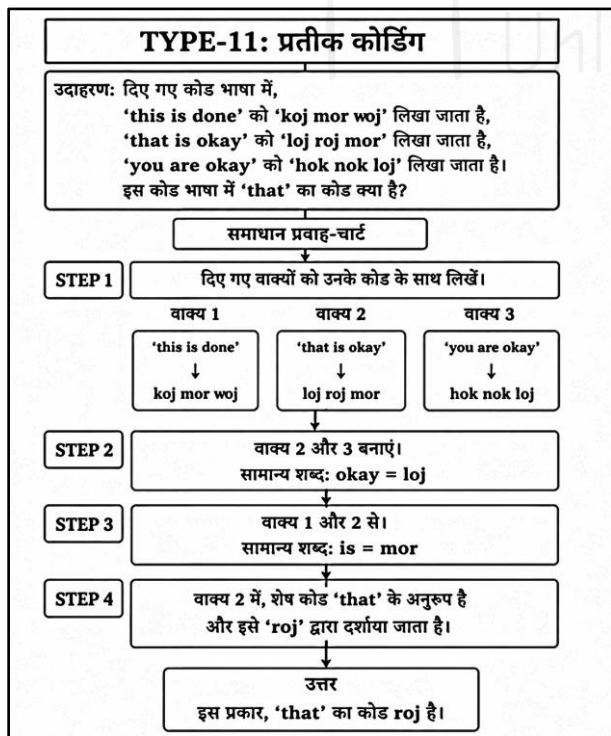 TYPE-11: प्रतीक कोर्डिंग
उदाहरण: दिए गए कोड भाषा में,
‘this is done’ को ‘koj mor woj’ लिखा जाता है,
‘that is okay’ को ‘loj roj mor’ लिखा जाता है,
‘you are okay’ को ‘hok nok loj’ लिखा जाता है।
इस कोड भाषा में ‘that’ का कोड क्या है?
समाधान प्रवाह-चार्ट
STEP 1
दिए गए वाक्यों को उनके कोड के साथ लिखें।
वाक्य 1 वाक्य 2 वाक्य 3
‘this is done’ ‘that is okay’ ‘you are okay’
↓ ↓ ↓
koj mor woj loj roj mor hok nok loj
STEP 2
वाक्य 2 और 3 बनाएं।
सामान्य शब्द: okay = loj
STEP 3
वाक्य 1 और 2 से।
सामान्य शब्द: is = mor
STEP 4
वाक्य 2 में, शेष कोड ‘that’ के अनुरूप है
और इसे ‘roj’ द्वारा दर्शाया जाता है।
उत्तर
इस प्रकार, ‘that’ का कोड roj है।